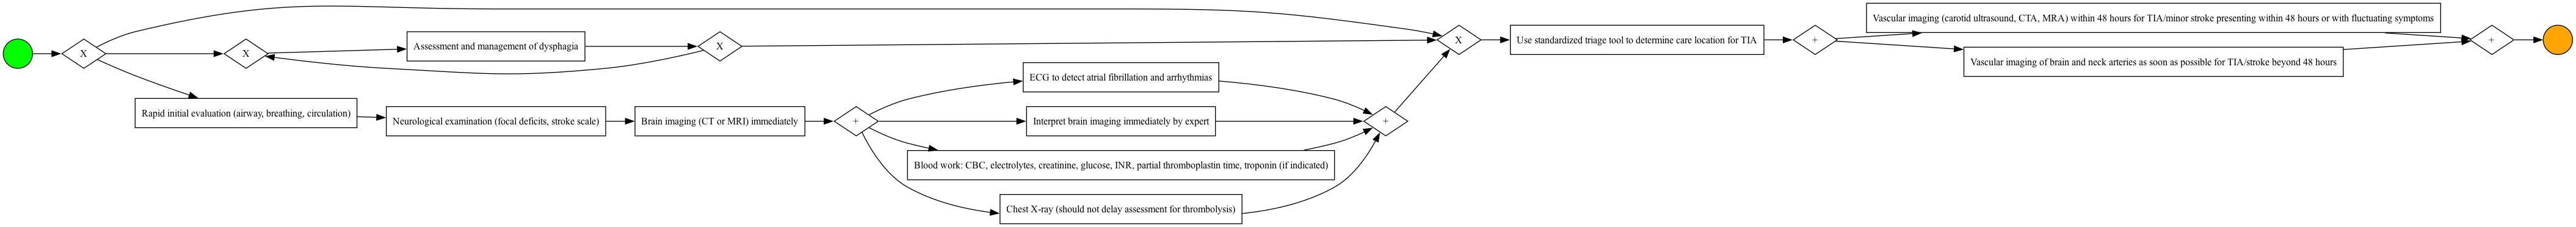 X
X
Assessment and management of dysphagia
X
X
Use standardized triage tool to determine care location for TIA
+
Vascular imaging (carotid ultrasound, CTA, MRA) within 48 hours for TIA/minor stroke presenting within 48 hours or with fluctuating symptoms
Vascular imaging of brain and neck arteries as soon as possible for TIA/stroke beyond 48 hours
+
Rapid initial evaluation (airway, breathing, circulation)
Neurological examination (focal deficits, stroke scale)
Brain imaging (CT or MRI) immediately
+
ECG to detect atrial fibrillation and arrhythmias
Interpret brain imaging immediately by expert
Blood work: CBC, electrolytes, creatinine, glucose, INR, partial thromboplastin time, troponin (if indicated)
Chest X-ray (should not delay assessment for thrombolysis)
+